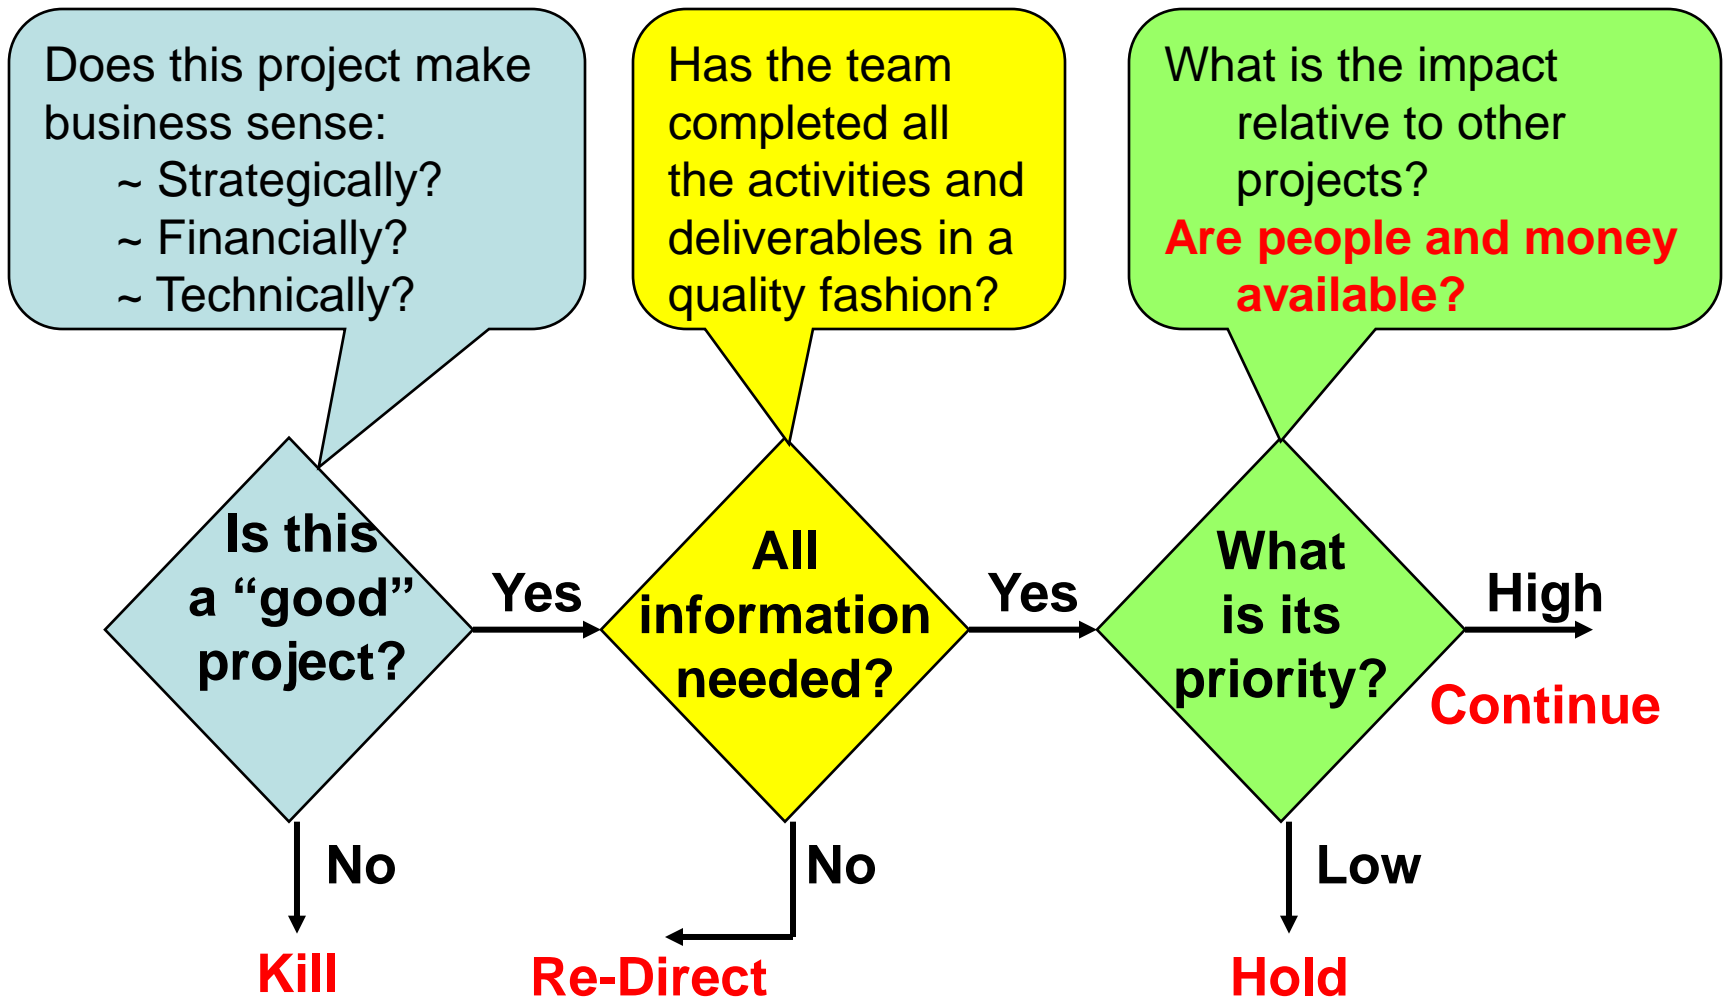 Does this project make
business sense:
~ Strategically?
~ Financially?
~ Technically?
Has the team
completed all
the activities and
deliverables in a
quality fashion?
What is the impact
relative to other
projects?
Are people and money
available?
Is this
a “good”
project?
Yes
All
information
needed?
Yes
What
is its
priority?
High
Continue
No
Kill
No
Re-Direct
Low
Hold